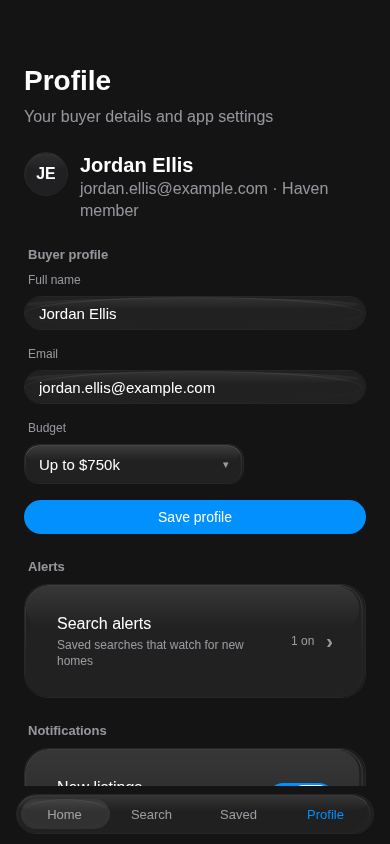 Profile
Your buyer details and app settings
JE
Jordan Ellis
jordan.ellis@example.com · Haven
member
Buyer profile
Full name
Jordan Ellis
Email
jordan.ellis@example.com
Budget
Up to $750k
Save profile
Alerts
Search alerts
Saved searches that watch for new
homes
1 on
Notifications
New listings
Home Search Saved Profile